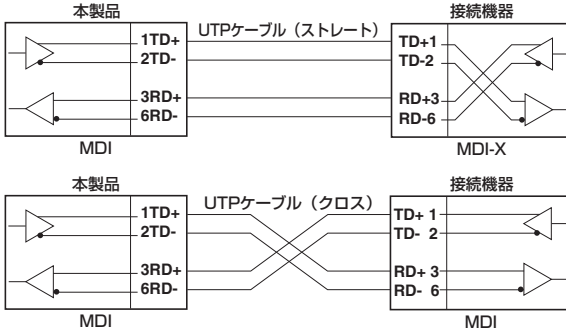 本製品
UTPケーブル（ストレート）
接続機器
1TD+
2TD-
3RD+
6RD-
TD+1
TD-2
RD+3
RD-6
MDI
MDI-X
本製品
UTPケーブル（クロス）
接続機器
1TD+
2TD-
3RD+
6RD-
TD+ 1
TD- 2
RD+ 3
RD- 6
MDI
MDI